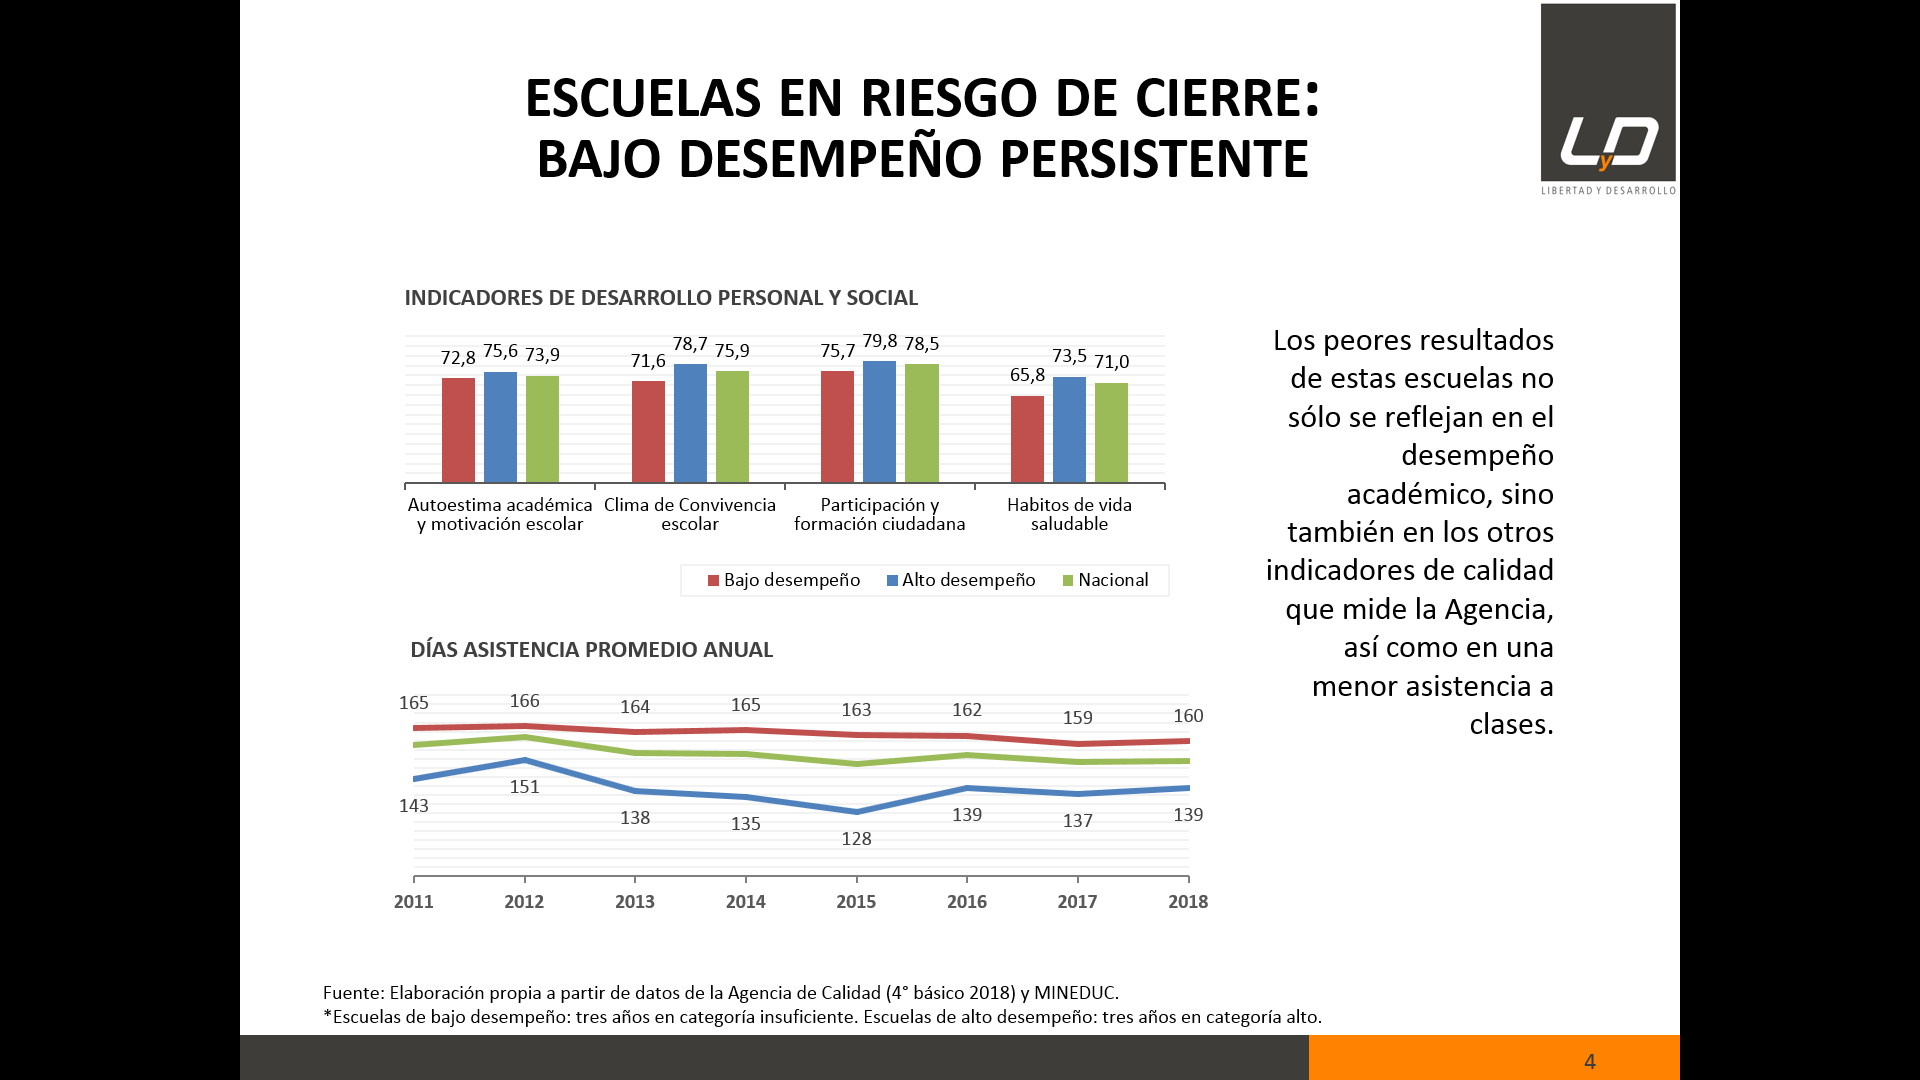 ESCUELAS EN RIESGO DE CIERRE:
BAJO DESEMPEÑO PERSISTENTE
LyD
LIBERTAD Y DESARROLLO
INDICADORES DE DESARROLLO PERSONAL Y SOCIAL
72,8 75,6 73,9 71,6 78,7 75,9 75,7 79,8 78,5 65,8 73,5 71,0
Autoestima académica
y motivación escolar
Clima de Convivencia
escolar
Participación y
formación ciudadana
Habitos de vida
saludable
Bajo desempeño Alto desempeño Nacional
DÍAS ASISTENCIA PROMEDIO ANUAL
165 166 164 165 163 162 159 160
143 151 138 135 128 139 137 139
2011 2012 2013 2014 2015 2016 2017 2018
Los peores resultados
de estas escuelas no
sólo se reflejan en el
desempeño
académico, sino
también en los otros
indicadores de calidad
que mide la Agencia,
así como en una
menor asistencia a
clases.
Fuente: Elaboración propia a partir de datos de la Agencia de Calidad (4° básico 2018) y MINEDUC.
*Escuelas de bajo desempeño: tres años en categoría insuficiente. Escuelas de alto desempeño: tres años en categoría alto.
4